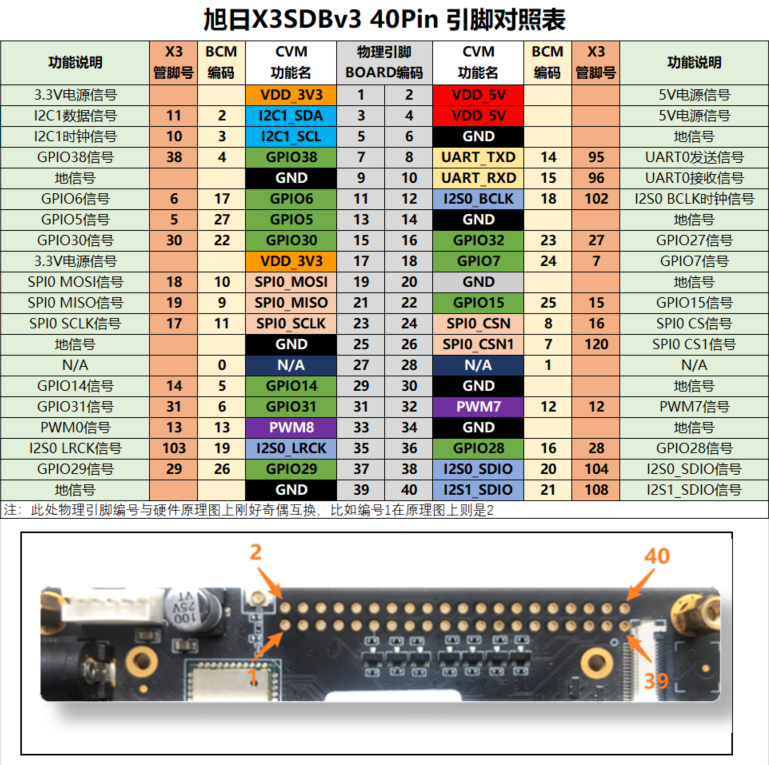 旭日X3SDBv3 40Pin 引脚对照表
功能说明 X3管脚号 BCM编码 CVM功能名 物理引脚BOARD编码 CVM功能名 BCM编码 X3管脚号 功能说明
3.3V电源信号 VDD_3V3 1 2 VDD_5V 5V电源信号
I2C1数据信号 11 2 I2C1_SDA 3 4 VDD_5V 5V电源信号
I2C1时钟信号 10 3 I2C1_SCL 5 6 GND 地信号
GPIO38信号 38 4 GPIO38 7 8 UART_TXD 14 95 UART0发送信号
地信号 GND 9 10 UART_RXD 15 96 UART0接收信号
GPIO6信号 6 17 GPIO6 11 12 I2S0_BCLK 18 102 I2S0 BCLK时钟信号
GPIO5信号 5 27 GPIO5 13 14 GND 地信号
GPIO30信号 30 22 GPIO30 15 16 GPIO32 23 27 GPIO27信号
3.3V电源信号 VDD_3V3 17 18 GPIO7 24 7 GPIO7信号
SPI0 MOSI信号 18 10 SPI0_MOSI 19 20 GND 地信号
SPI0 MISO信号 19 9 SPI0_MISO 21 22 GPIO15 25 15 GPIO15信号
SPI0 SCLK信号 17 11 SPI0_SCLK 23 24 SPI0_CSN 8 16 SPI0 CS信号
地信号 GND 25 26 SPI0_CSN1 7 120 SPI0 CS1信号
N/A 0 N/A 27 28 N/A 1 N/A
GPIO14信号 14 5 GPIO14 29 30 GND 地信号
GPIO31信号 31 6 GPIO31 31 32 PWM7 12 12 PWM7信号
PWM0信号 13 13 PWM8 33 34 GND 地信号
I2S0 LRCK信号 103 19 I2S0_LRCK 35 36 GPIO28 16 28 GPIO28信号
GPIO29信号 29 26 GPIO29 37 38 I2S0_SDIO 20 104 I2S0_SDIO信号
地信号 GND 39 40 I2S1_SDIO 21 108 I2S1_SDIO信号
注：此处物理引脚编号与硬件原理图上刚好奇偶互换，比如编号1在原理图上则是2
2 40
100
25V
VT
1 39